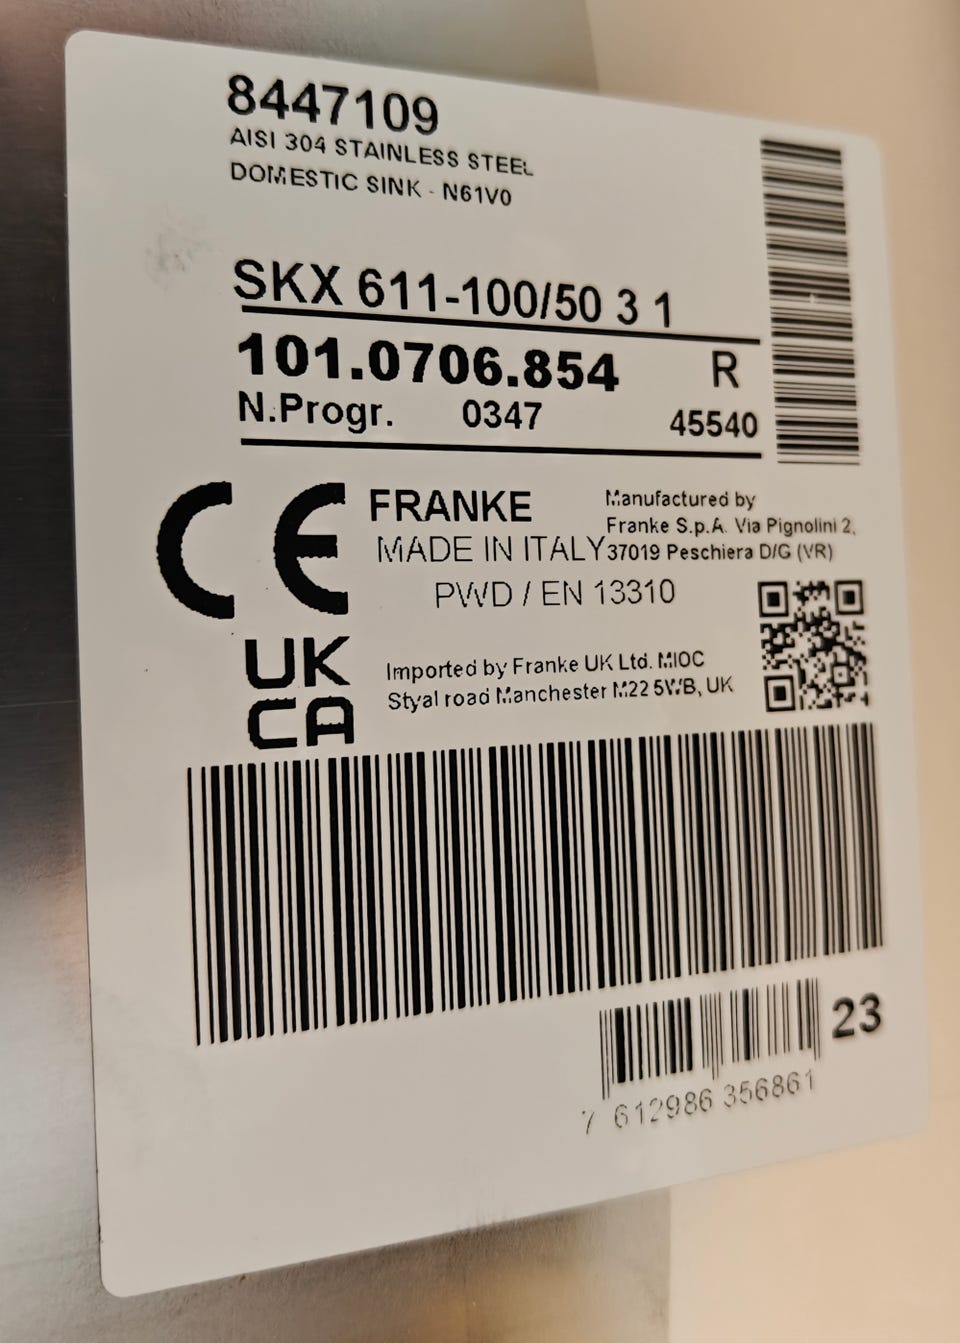 8447109
AISI 304 STAINLESS STEEL
DOMESTIC SINK - N61V0
SKX 611-100/50 3 1
101.0706.854 R
N.Progr. 0347 45540
CE
FRANKE
MADE IN ITALY
PWD / EN 13310
Manufactured by
Franke S.p.A. Via Pignolini 2,
37019 Peschiera D/G (VR)
UK
CA
Imported by Franke UK Ltd. MIOC
Styal road Manchester M22 5WB, UK
23
7 612986 356861